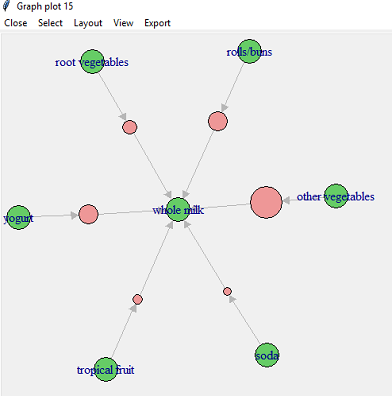 Graph plot 15
Close Select Layout View Export
rolls/buns
root vegetables
other vegetables
whole milk
yogurt
soda
tropical fruit